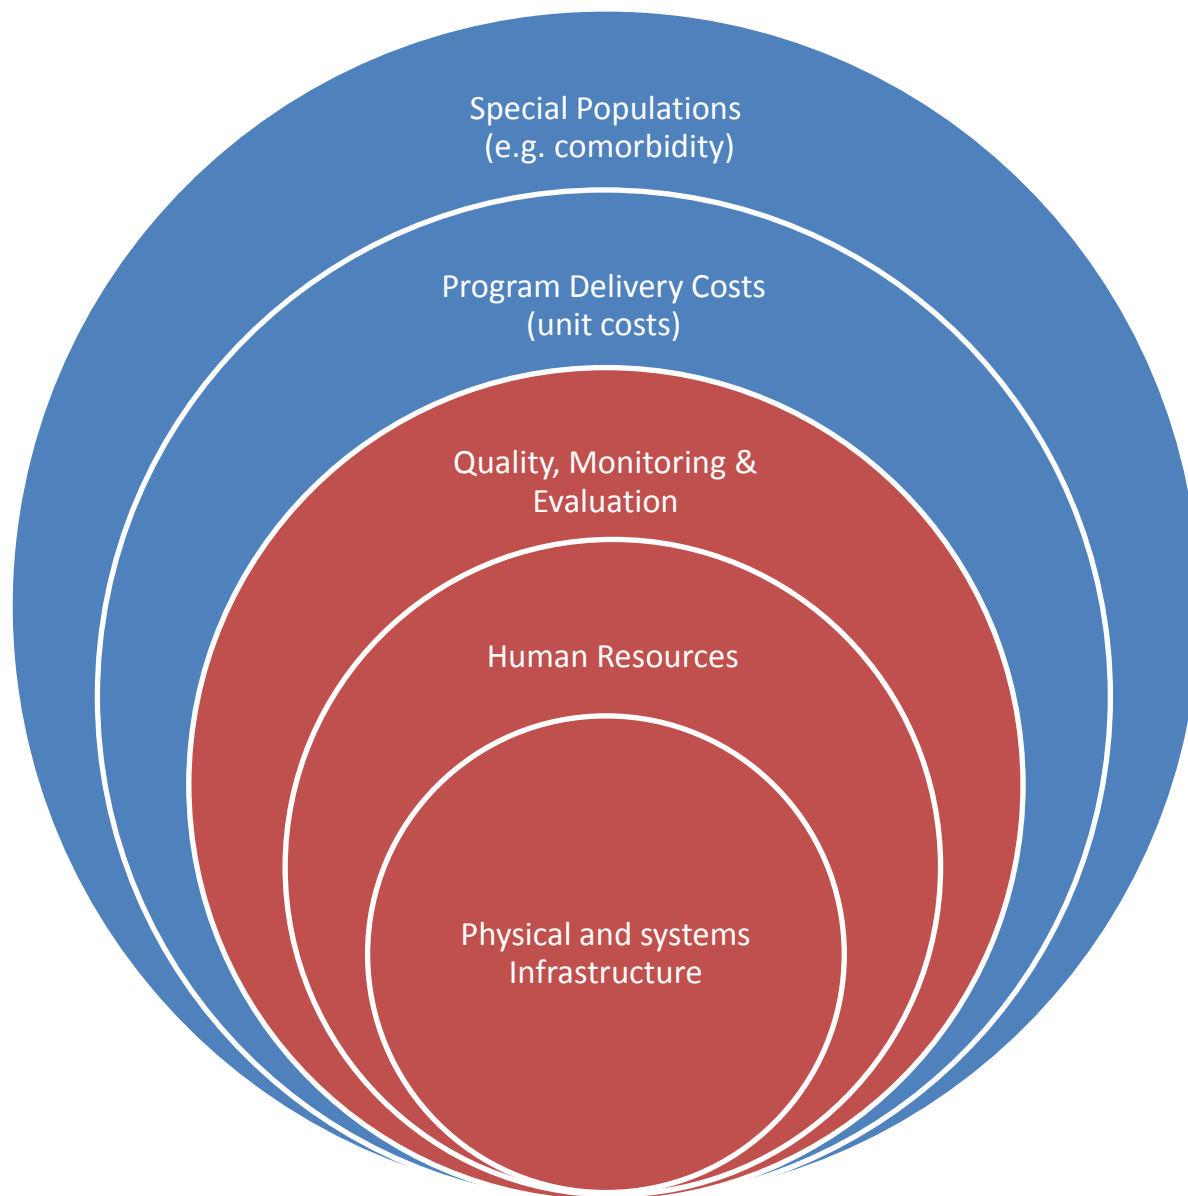 Special Populations
(e.g. comorbidity)
Program Delivery Costs
(unit costs)
Quality, Monitoring &
Evaluation
Human Resources
Physical and systems
Infrastructure